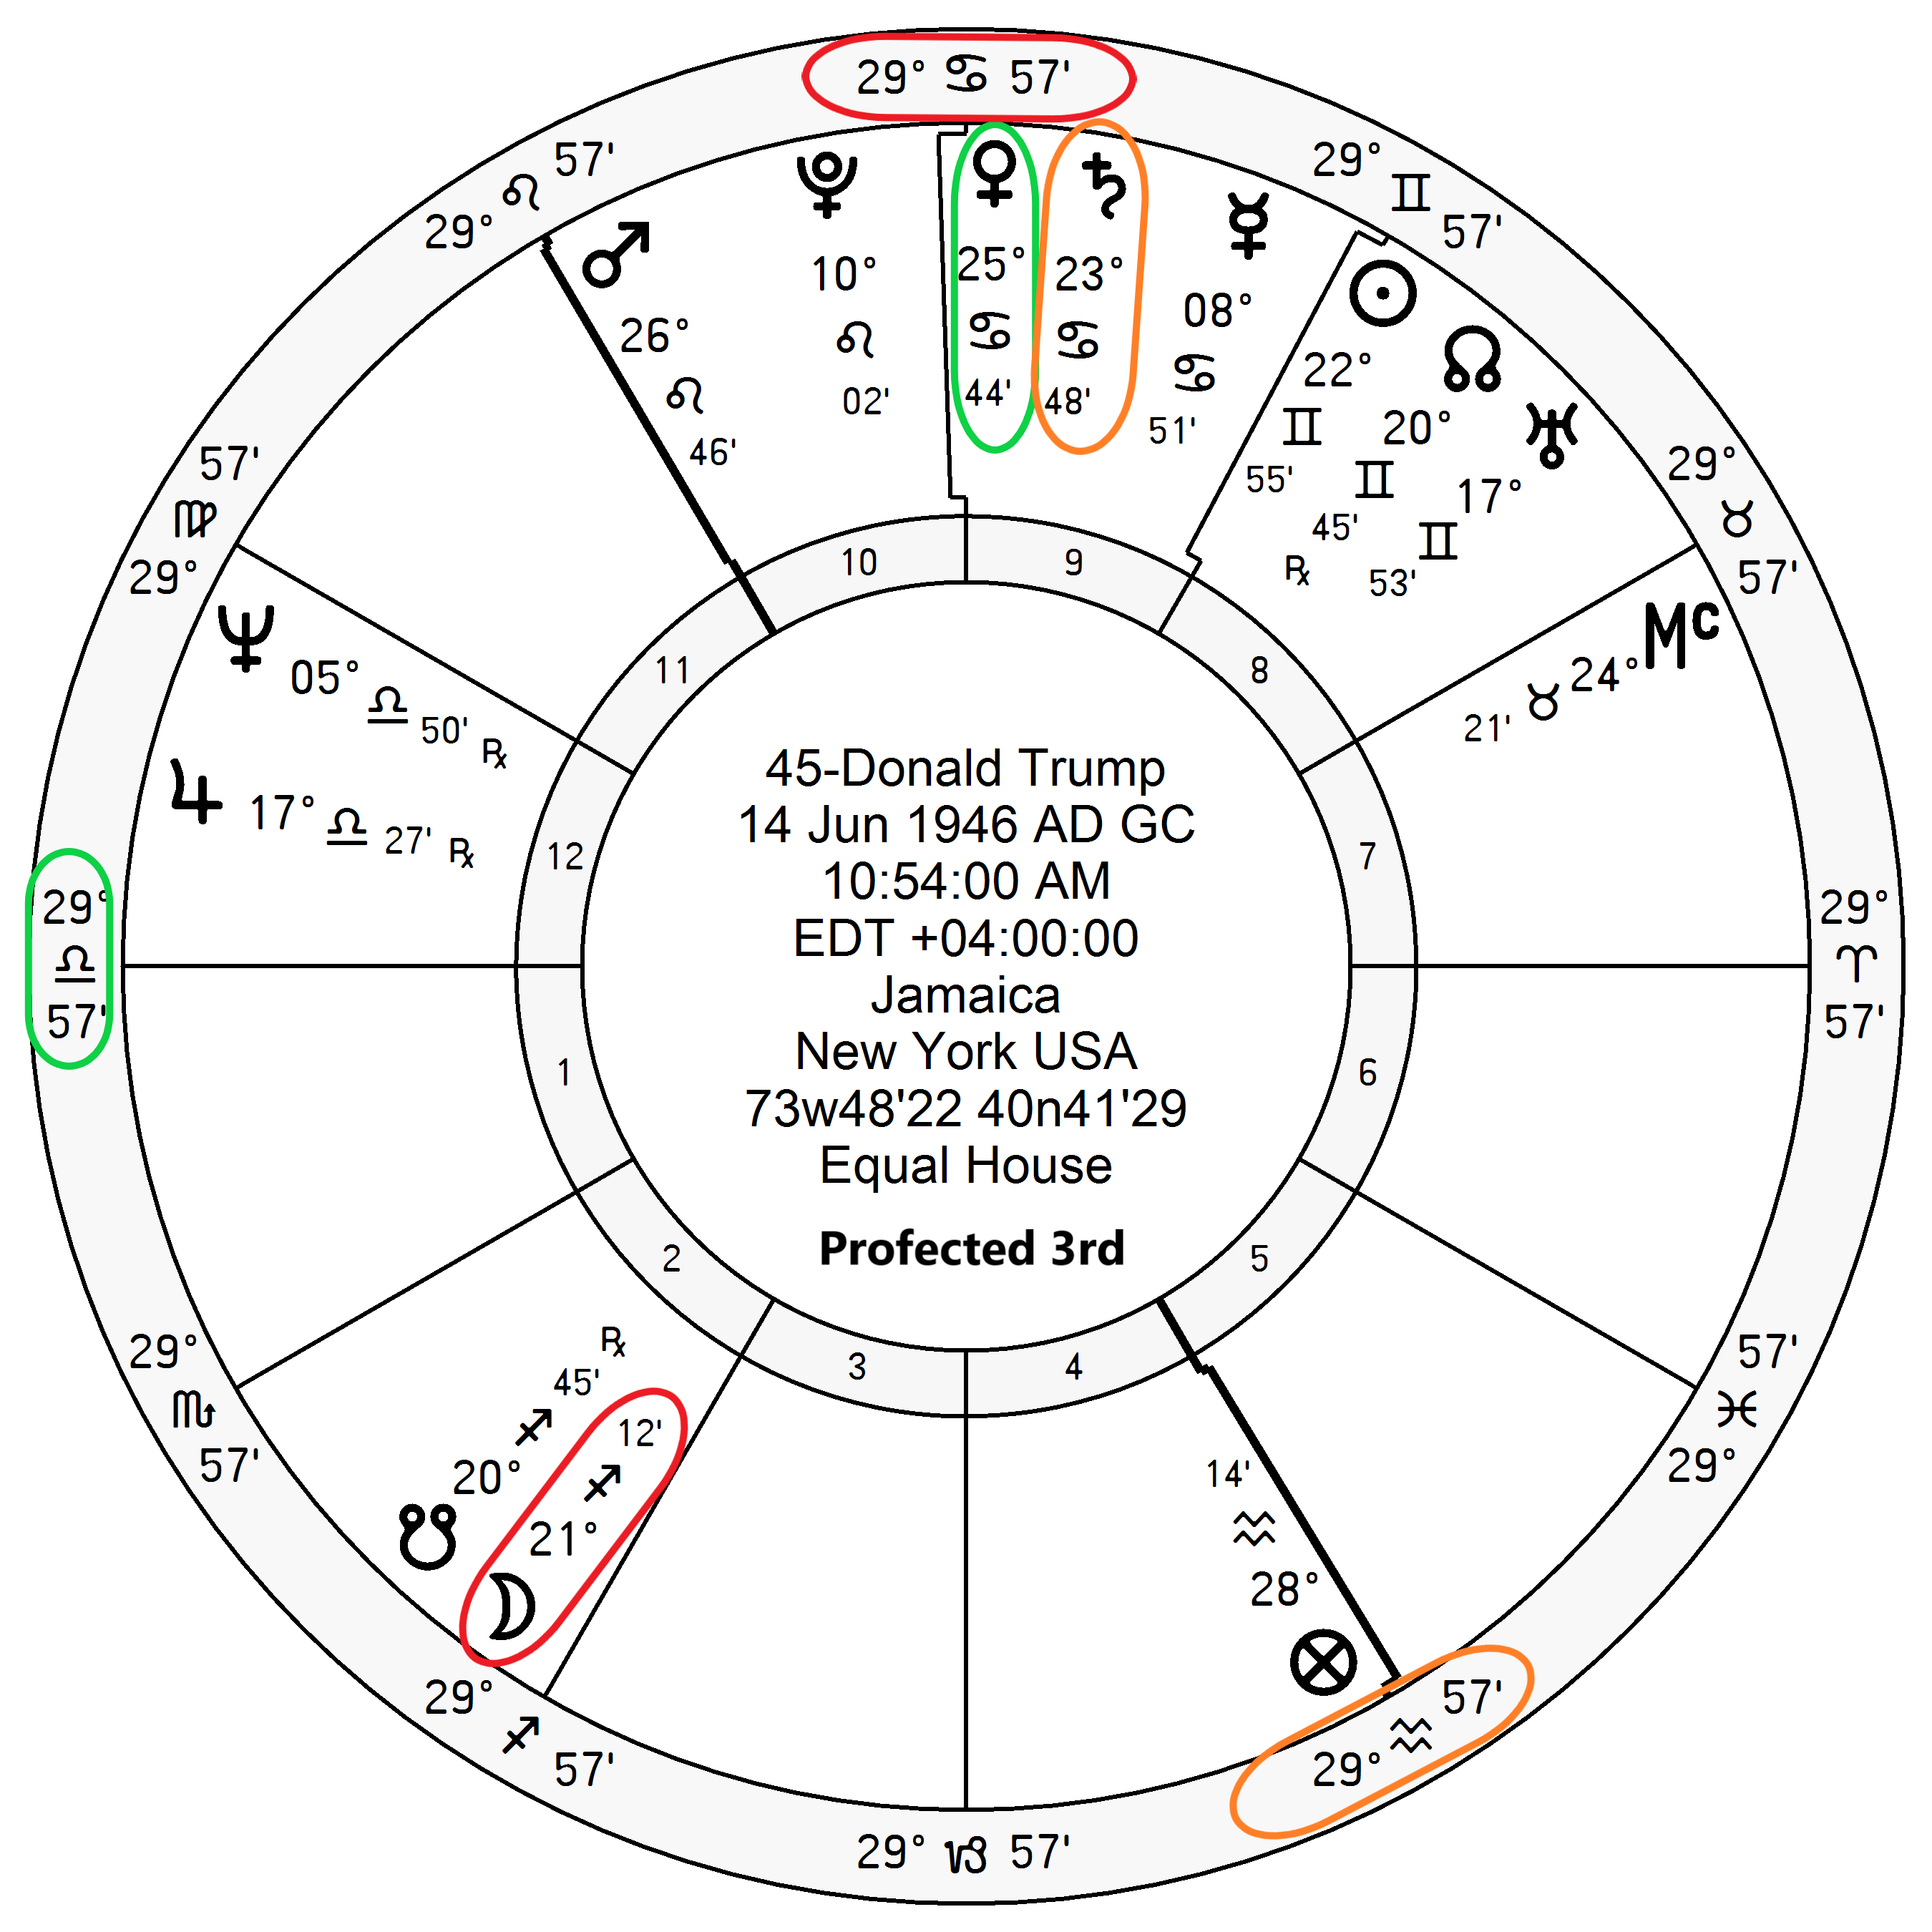 29° ♋ 57'
29° ♌ 57'
29° ♊ 57'
♂ 26° ♌ 46'
♇ 10° ♌ 02'
♀ 25° ♋ 44'
♄ 23° ♋ 48'
☿ 08° ♋ 51'
☉ 22° ♊ 55'
☊ 20° ♊ 45' ℞
♅ 17° ♊ 53'
29° ♍ 57'
29° ♉ 57'
♆ 05° ♎ 50' ℞
♃ 17° ♎ 27' ℞
Mc 24° ♉ 21'
29° ♎ 57'
29° ♈ 57'
10
9
11
8
12
7
1
6
2
5
3
4
45-Donald Trump
14 Jun 1946 AD GC
10:54:00 AM
EDT +04:00:00
Jamaica
New York USA
73w48'22 40n41'29
Equal House
Profected 3rd
29° ♏ 57'
57' ♓ 29°
☋ 20° ♐ 45' ℞
☽ 21° ♐ 12'
⊗ 28° ♒ 14'
29° ♐ 57'
29° ♒ 57'
29° ♑ 57'